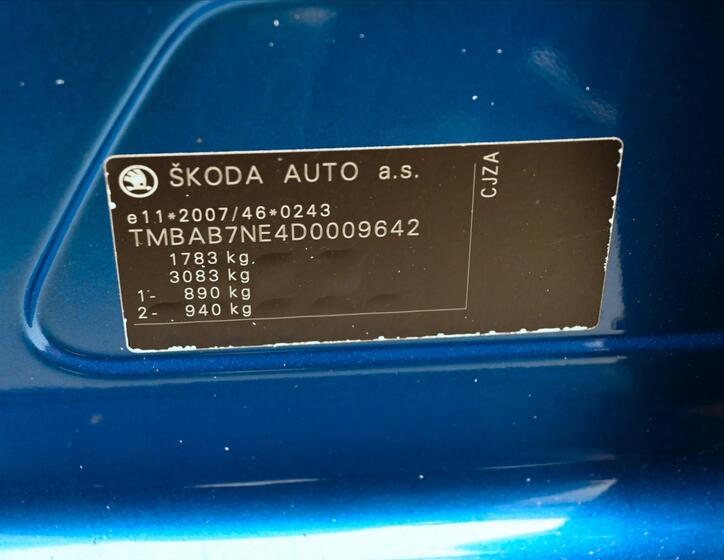 ŠKODA AUTO a.s.
e11*2007/46*0243
TMBAB7NE4D0009642
1783 kg
3083 kg
1- 890 kg
2- 940 kg
CJZA